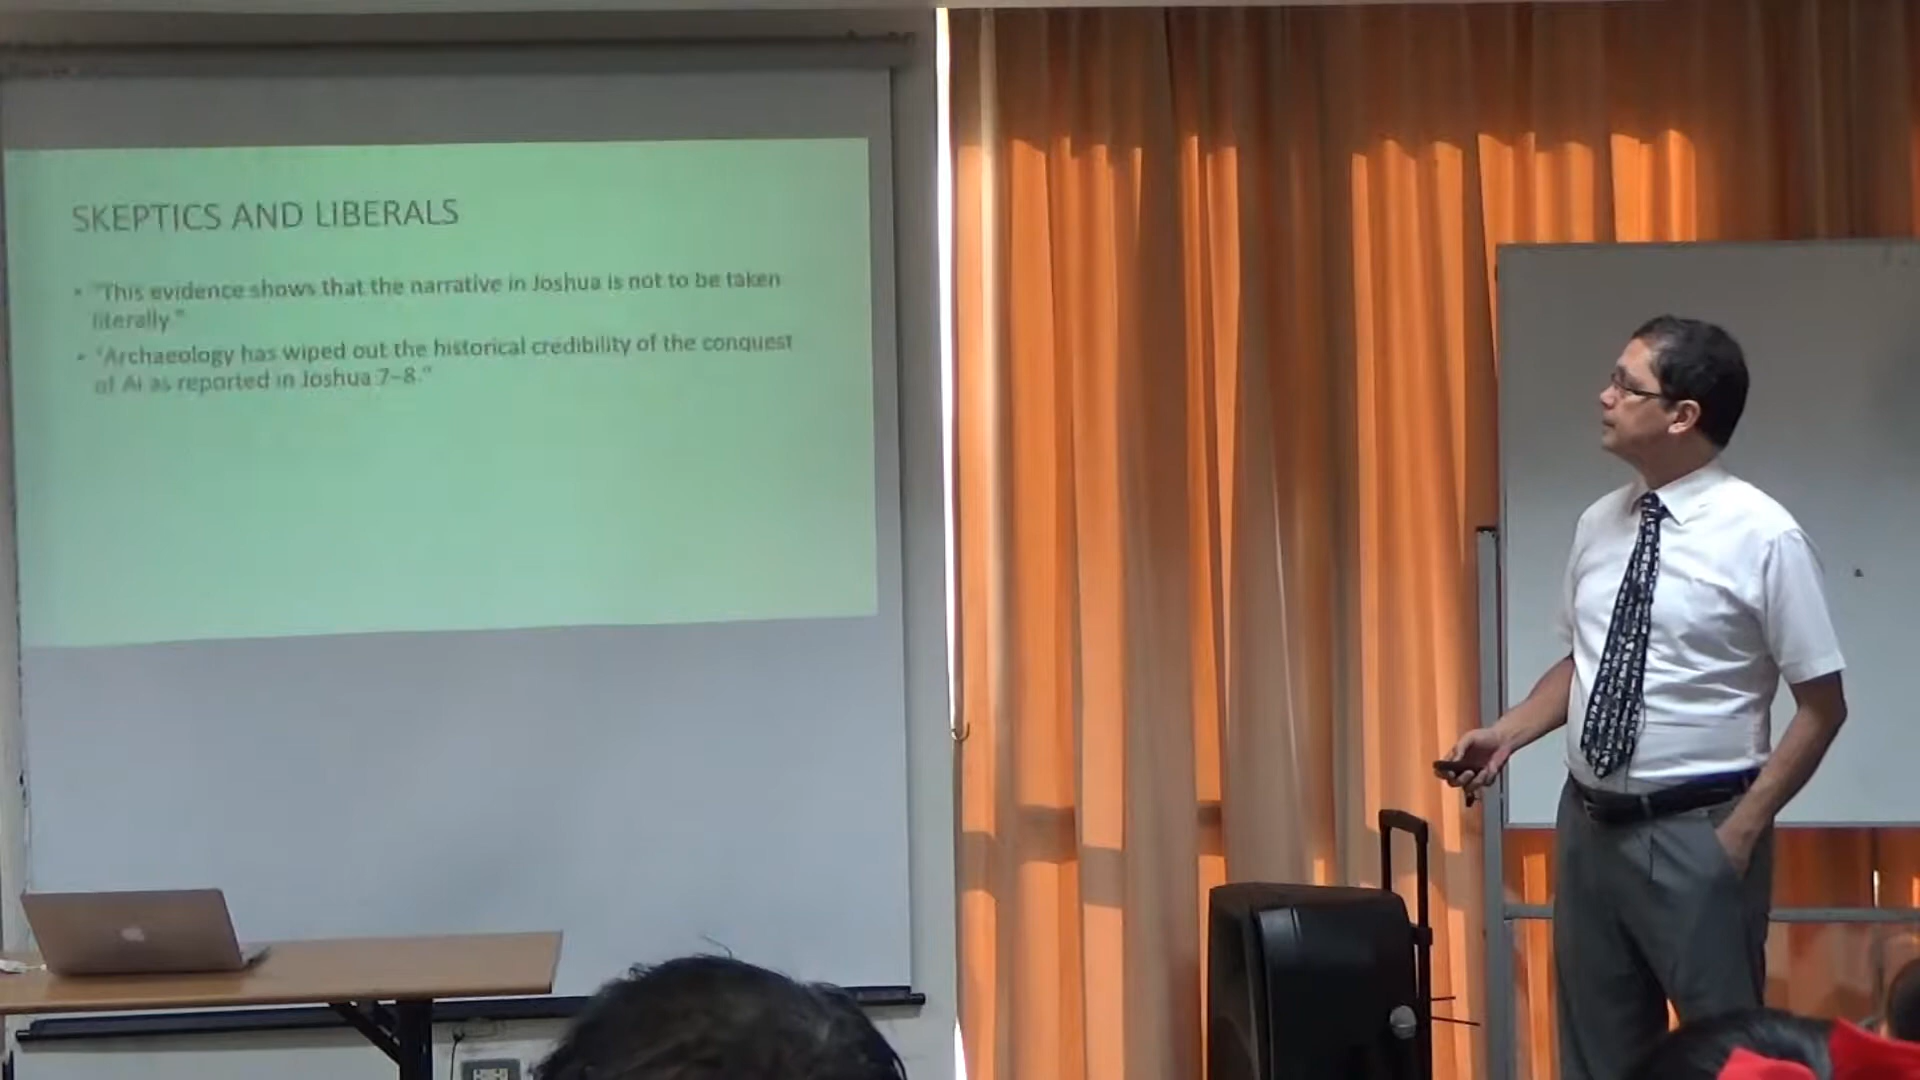 SKEPTICS AND LIBERALS
• "This evidence shows that the narrative in Joshua is not to be taken
literally."
• "Archaeology has wiped out the historical credibility of the conquest
of Ai as reported in Joshua 7–8."